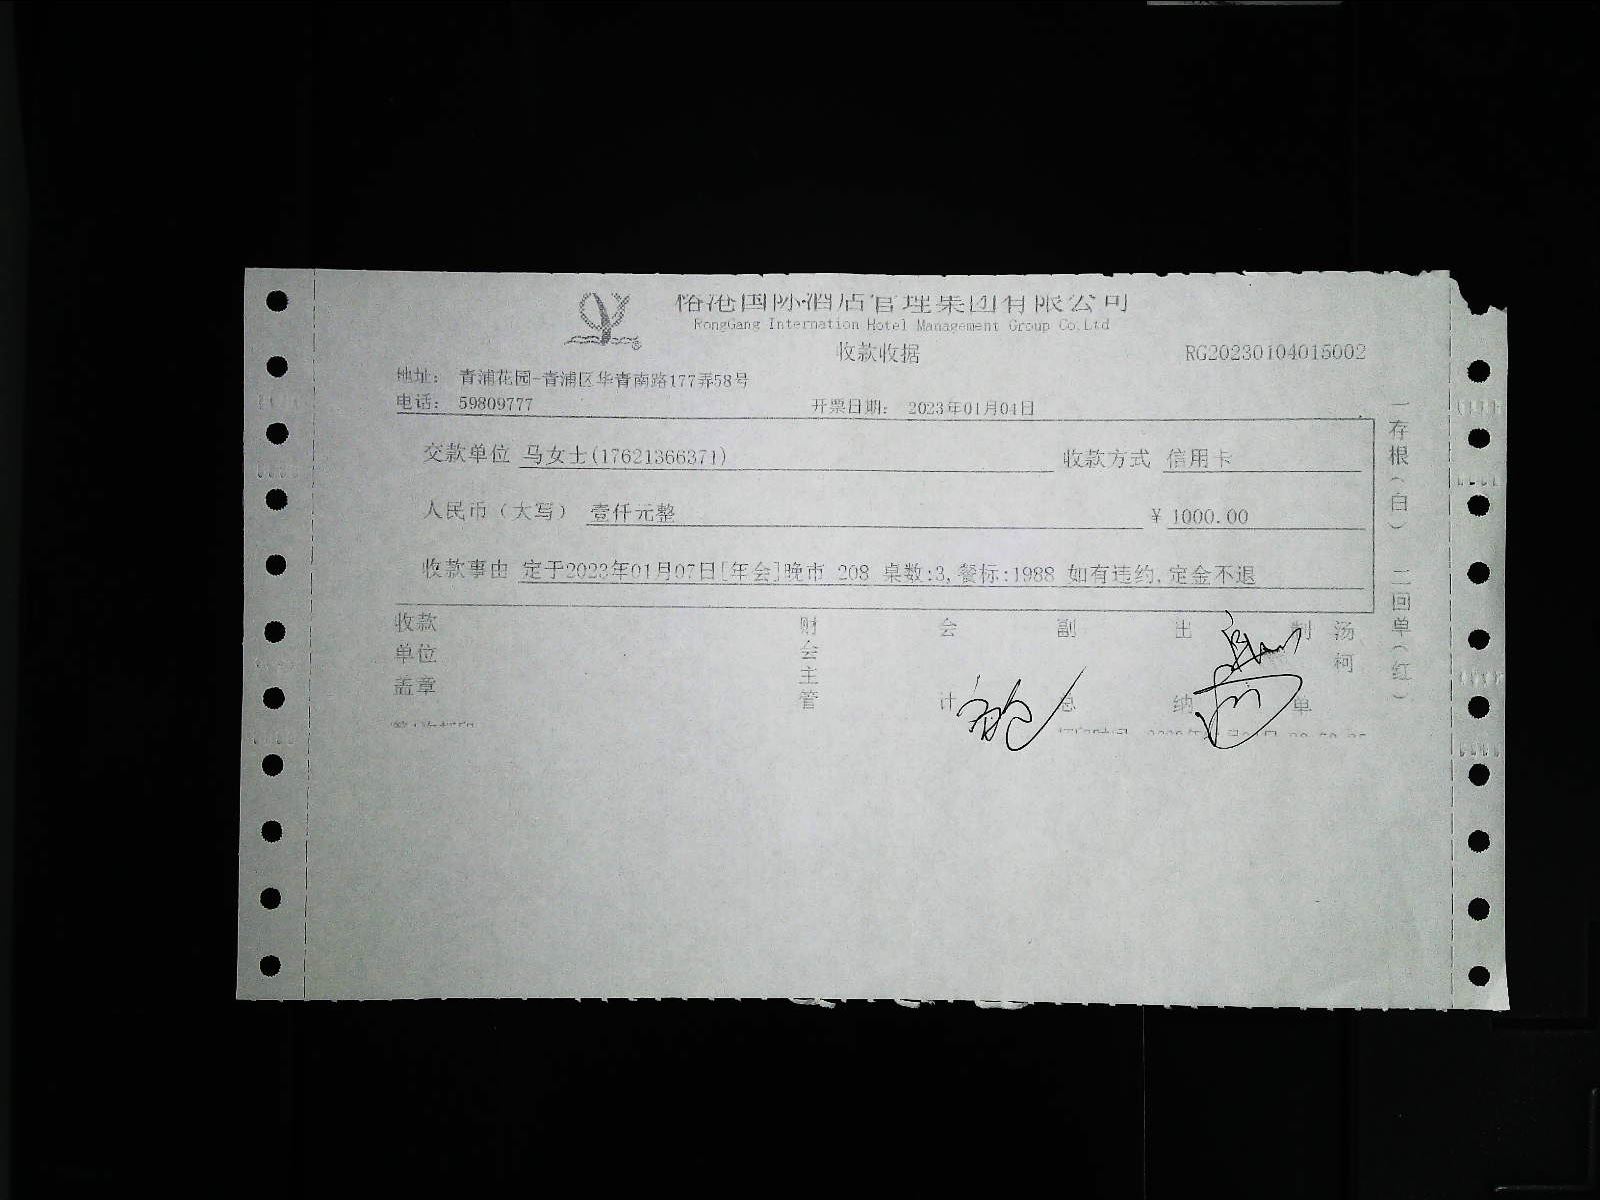 榕港国际酒店管理集团有限公司
RongGang Internation Hotel Management Group Co.Ltd
收款收据
RG20230104015002
地址： 青浦花园-青浦区华青南路177弄58号
电话： 59809777
开票日期： 2023年01月04日
交款单位 马女士(17621366371) 收款方式 信用卡
人民币（大写） 壹仟元整 ￥ 1000.00
收款事由 定于2023年01月07日[年会]晚市 208 桌数:3,餐标:1988 如有违约,定金不退
一存根（白） 二回单（红）
收款单位盖章
财会主管
会计
副总
出纳
制单
汤柯